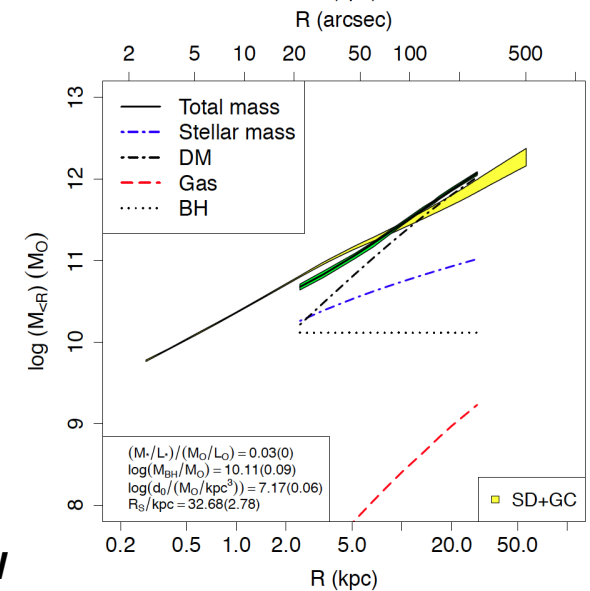 R (arcsec)
2 5 10 20 50 100 500
13
12
11
10
9
8
log (M<R) (MO)
Total mass
Stellar mass
DM
Gas
BH
(M*/L*)/(MO/LO) = 0.03(0)
log(MBH/MO) = 10.11(0.09)
log(d0/(MO/kpc³)) = 7.17(0.06)
RS/kpc = 32.68(2.78)
SD+GC
0.2 0.5 1.0 2.0 5.0 20.0 50.0
R (kpc)